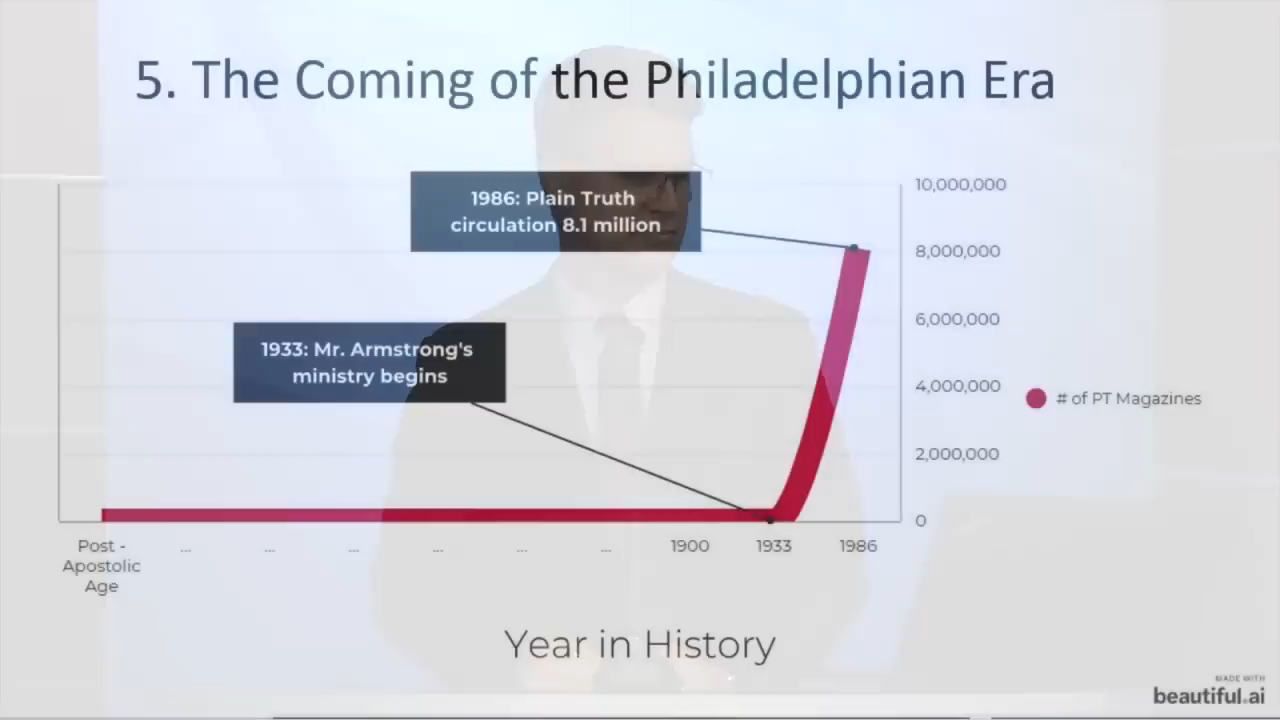 5. The Coming of the Philadelphian Era
1986: Plain Truth
circulation 8.1 million
1933: Mr. Armstrong's
ministry begins
10,000,000
8,000,000
6,000,000
4,000,000
2,000,000
0
# of PT Magazines
Post -
Apostolic
Age
... ... ... ... ... ... 1900 1933 1986
Year in History
MADE WITH
beautiful.ai